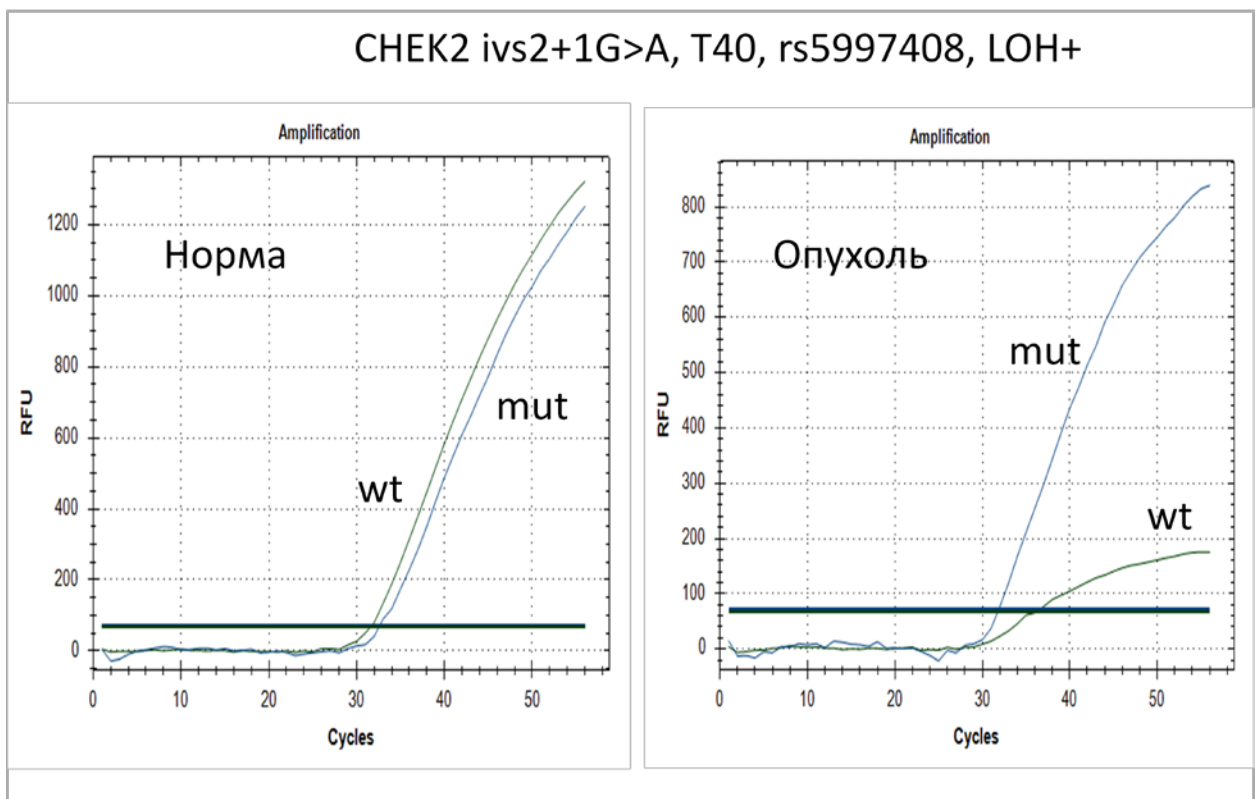 CHEK2 ivs2+1G>A, T40, rs5997408, LOH+
Amplification
1200
1000
800
600
400
200
0
RFU
Норма
wt
mut
0 10 20 30 40 50
Cycles
Amplification
800
700
600
500
400
300
200
100
0
RFU
Опухоль
mut
wt
0 10 20 30 40 50
Cycles